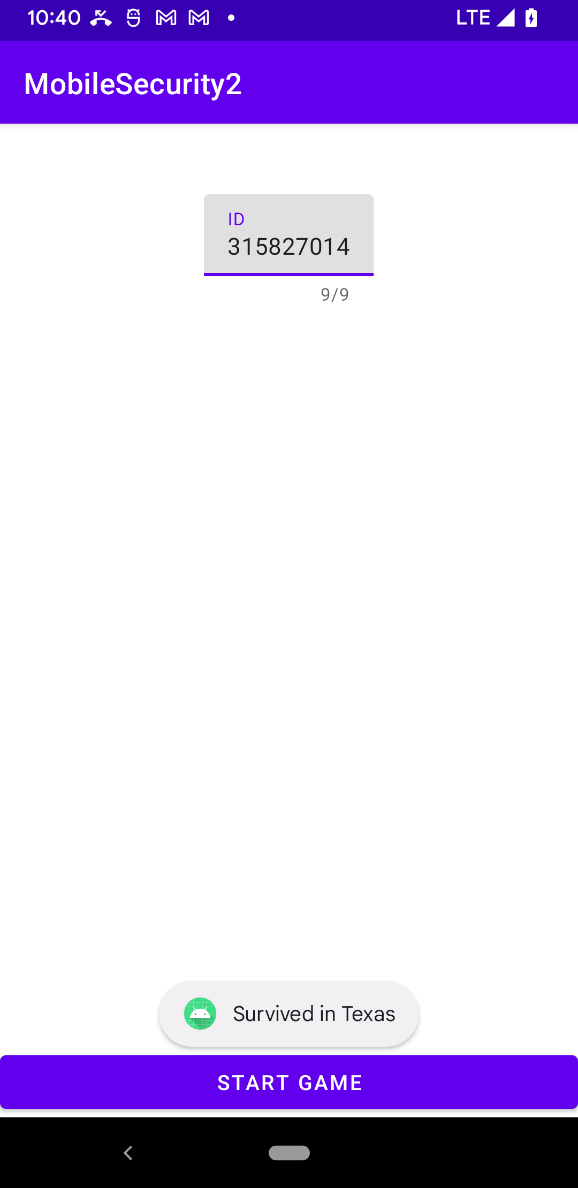 10:40 LTE
MobileSecurity2
ID
315827014
9/9
Survived in Texas
START GAME